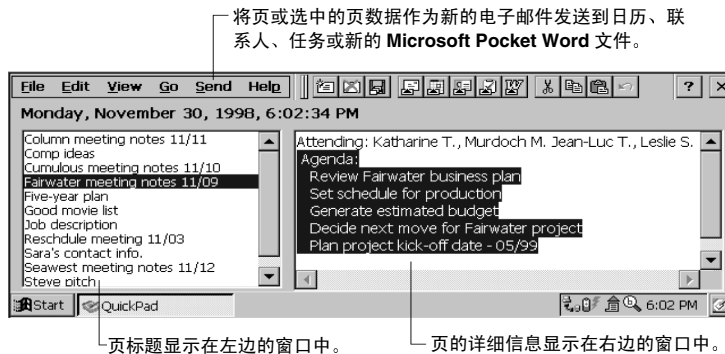 将页或选中的页数据作为新的电子邮件发送到日历、联
系人、任务或新的 Microsoft Pocket Word 文件。
File Edit View Go Send Help ? ×
Monday, November 30, 1998, 6:02:34 PM
Column meeting notes 11/11
Comp ideas
Cumulous meeting notes 11/10
Fairwater meeting notes 11/09
Five-year plan
Good movie list
Job description
Reschdule meeting 11/03
Sara's contact info.
Seawest meeting notes 11/12
Steve pitch
Attending: Katharine T., Murdoch M. Jean-Luc T., Leslie S.
Agenda:
Review Fairwater business plan
Set schedule for production
Generate estimated budget
Decide next move for Fairwater project
Plan project kick-off date - 05/99
Start QuickPad 6:02 PM
页标题显示在左边的窗口中。
页的详细信息显示在右边的窗口中。